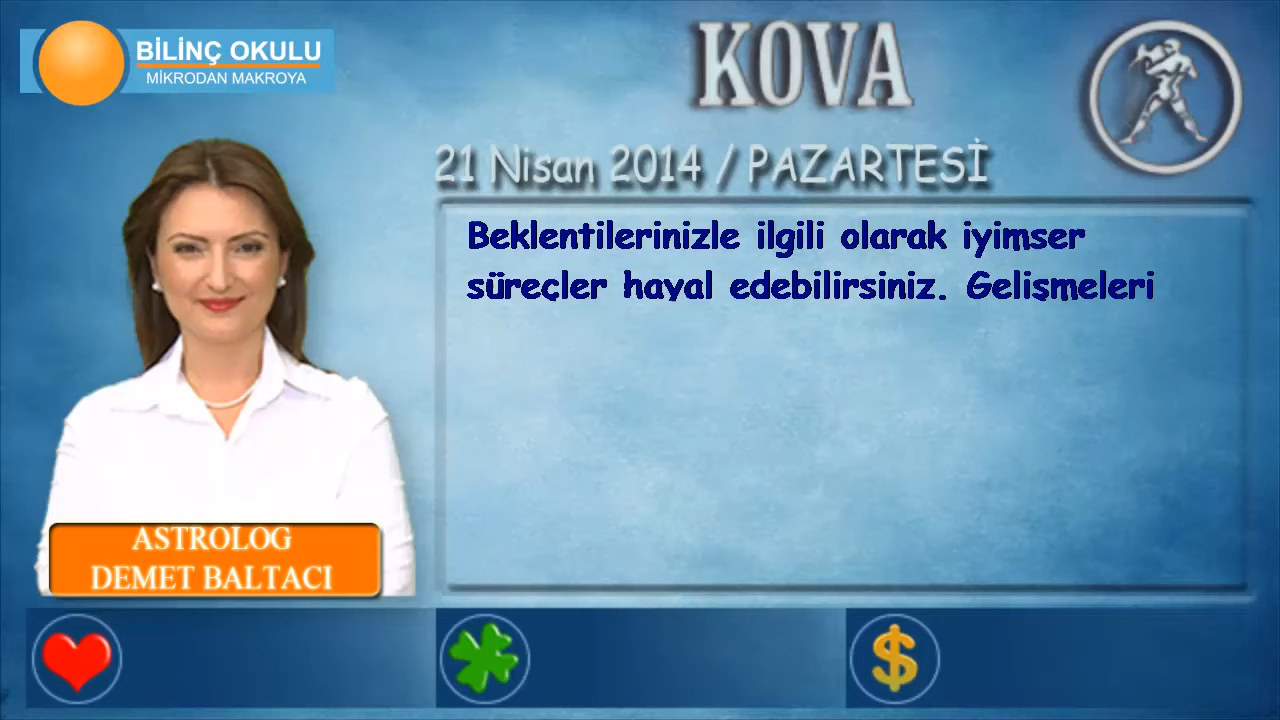 BİLİNÇ OKULU
MİKRODAN MAKROYA
KOVA
21 Nisan 2014 / PAZARTESİ
Beklentilerinizle ilgili olarak iyimser
süreçler hayal edebilirsiniz. Gelişmeleri
ASTROLOG
DEMET BALTACI